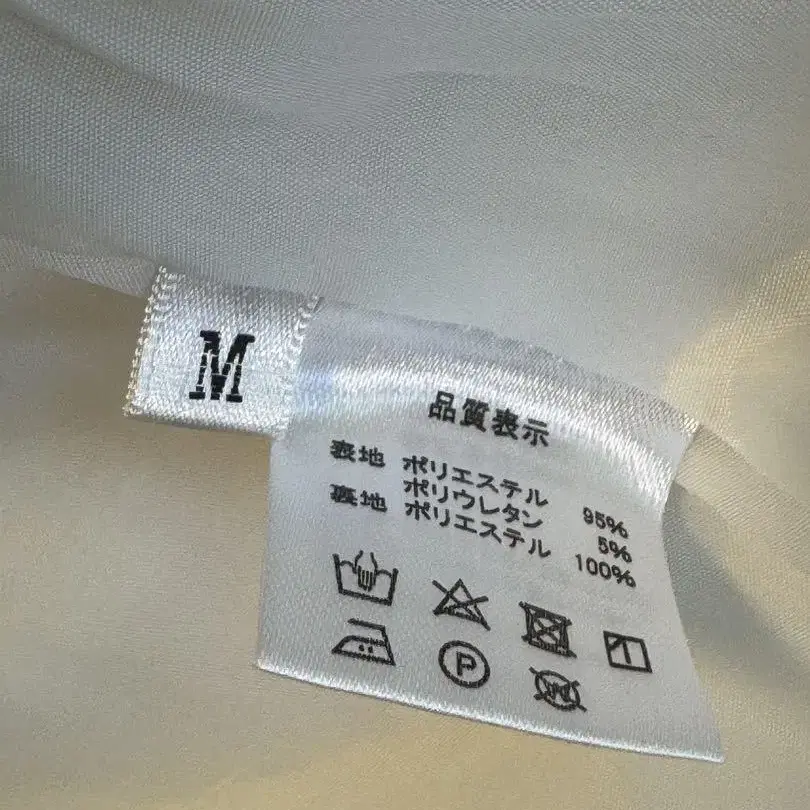 M
品質表示
表地 ポリエステル 95%
ポリウレタン 5%
裏地 ポリエステル 100%
P